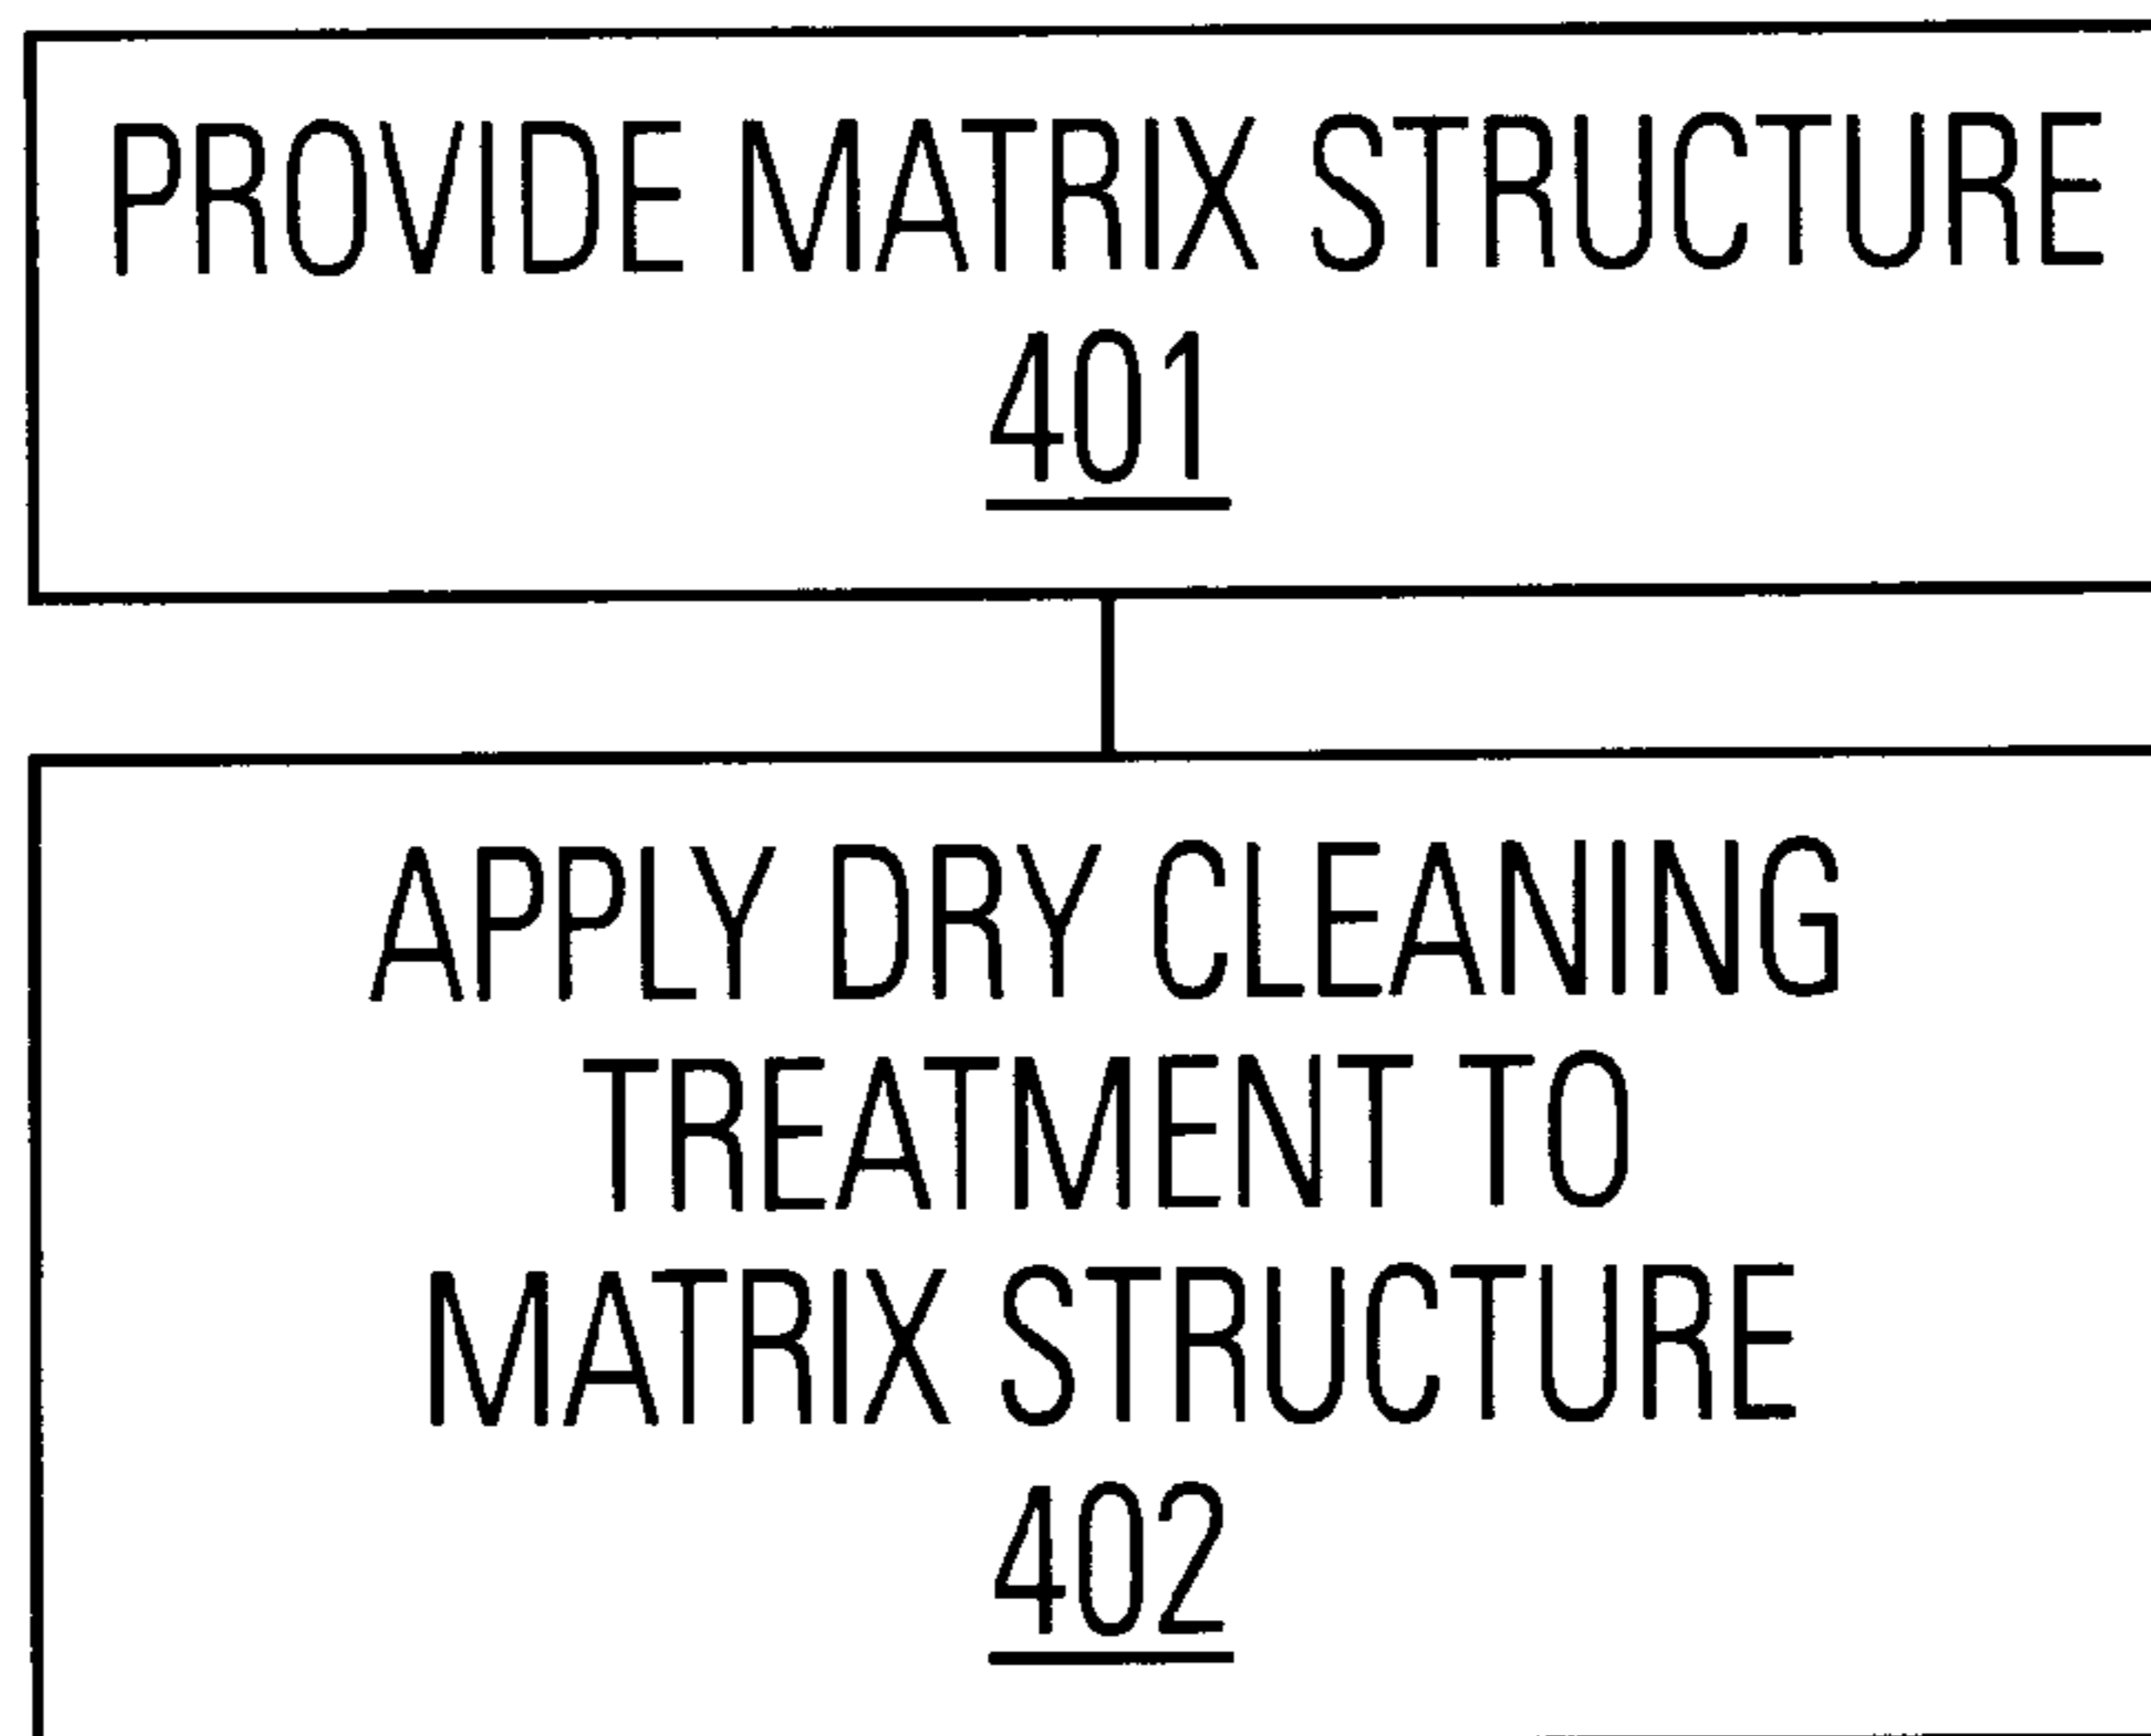 PROVIDE MATRIX STRUCTURE
401
APPLY DRY CLEANING
TREATMENT TO
MATRIX STRUCTURE
402